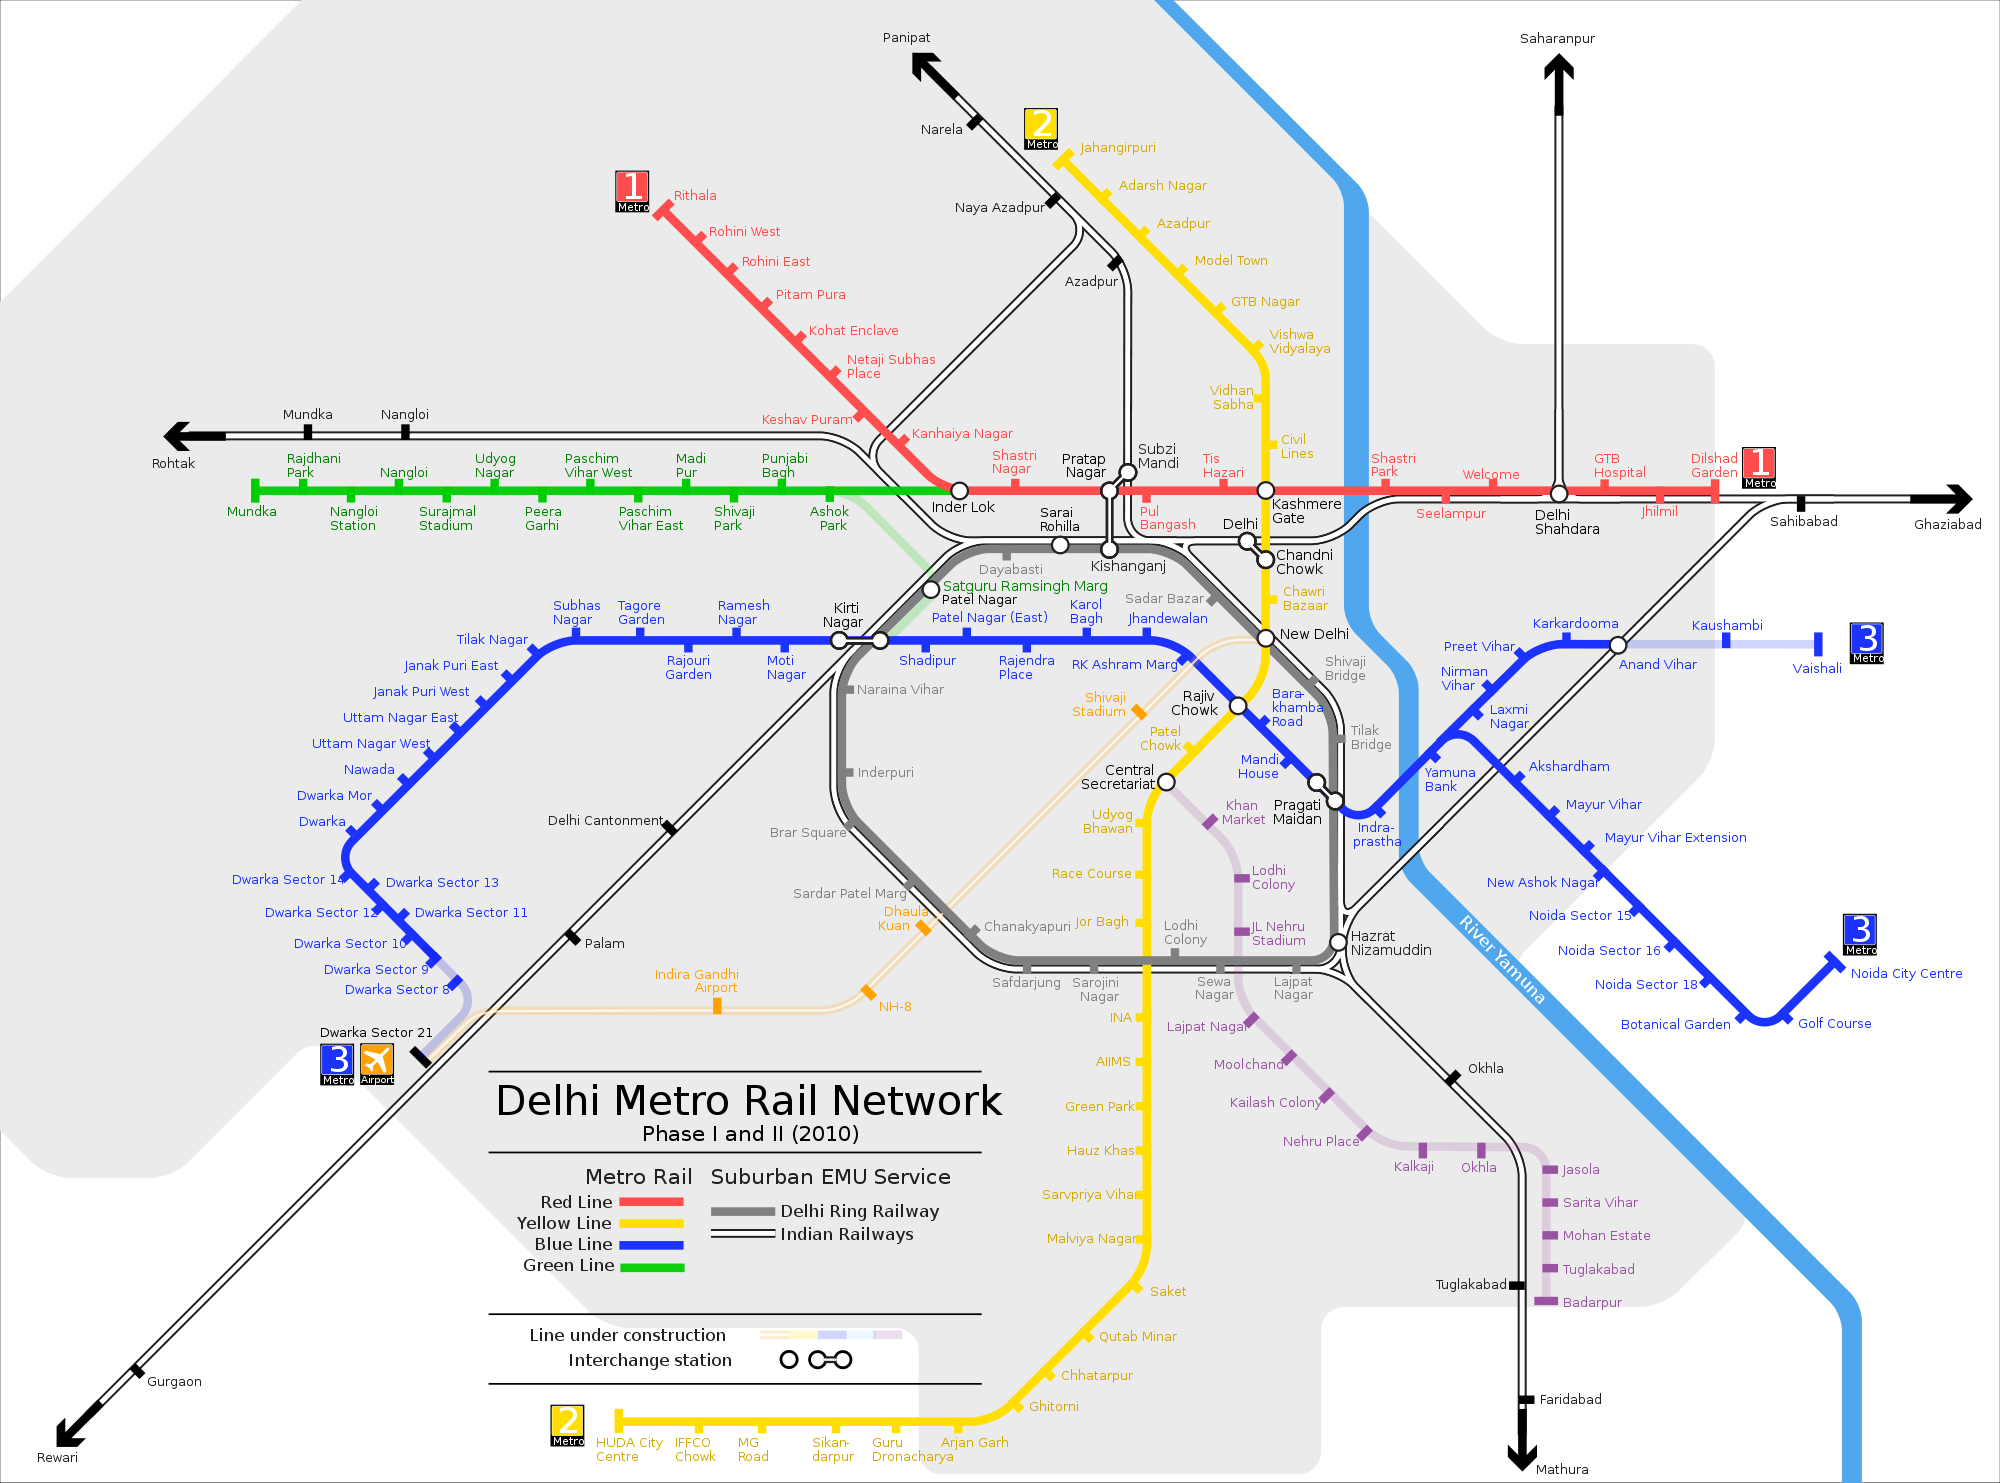 Panipat
Saharanpur
Narela
2
Metro
Jahangirpuri
Adarsh Nagar
Naya Azadpur
Azadpur
Model Town
Azadpur
GTB Nagar
Vishwa
Vidyalaya
Vidhan
Sabha
Civil
Lines
1
Metro
Rithala
Rohini West
Rohini East
Pitam Pura
Kohat Enclave
Netaji Subhas
Place
Keshav Puram
Kanhaiya Nagar
Mundka
Nangloi
Rohtak
Rajdhani
Park
Nangloi
Udyog
Nagar
Paschim
Vihar West
Madi
Pur
Punjabi
Bagh
Mundka
Nangloi
Station
Surajmal
Stadium
Peera
Garhi
Paschim
Vihar East
Shivaji
Park
Ashok
Park
Inder Lok
Shastri
Nagar
Pratap
Nagar
Subzi
Mandi
Tis
Hazari
Pul
Bangash
Kashmere
Gate
Shastri
Park
Seelampur
Welcome
Delhi
Shahdara
GTB
Hospital
Jhilmil
Dilshad
Garden
1
Metro
Sahibabad
Ghaziabad
Sarai
Rohilla
Delhi
Chandni
Chowk
Kishanganj
Dayabasti
Satguru Ramsingh Marg
Patel Nagar
Sadar Bazar
Chawri
Bazaar
New Delhi
Subhas
Nagar
Tagore
Garden
Ramesh
Nagar
Kirti
Nagar
Patel Nagar (East)
Karol
Bagh
Jhandewalan
Tilak Nagar
Rajouri
Garden
Moti
Nagar
Shadipur
Rajendra
Place
RK Ashram Marg
Janak Puri East
Janak Puri West
Uttam Nagar East
Uttam Nagar West
Nawada
Dwarka Mor
Dwarka
Dwarka Sector 14
Dwarka Sector 13
Dwarka Sector 12
Dwarka Sector 11
Dwarka Sector 10
Dwarka Sector 9
Dwarka Sector 8
Dwarka Sector 21
3
Metro
Airport
Naraina Vihar
Inderpuri
Brar Square
Sardar Patel Marg
Chanakyapuri
Safdarjung
Sarojini
Nagar
Lodhi
Colony
Sewa
Nagar
Lajpat
Nagar
Hazrat
Nizamuddin
Shivaji
Bridge
Tilak
Bridge
Shivaji
Stadium
Dhaula
Kuan
NH-8
Indira Gandhi
Airport
Delhi Cantonment
Palam
Gurgaon
Rewari
Rajiv
Chowk
Bara-
khamba
Road
Patel
Chowk
Mandi
House
Central
Secretariat
Pragati
Maidan
Indra-
prastha
Yamuna
Bank
Laxmi
Nagar
Nirman
Vihar
Preet Vihar
Karkardooma
Anand Vihar
Kaushambi
Vaishali
3
Metro
Akshardham
Mayur Vihar
Mayur Vihar Extension
New Ashok Nagar
Noida Sector 15
Noida Sector 16
Noida Sector 18
Botanical Garden
Golf Course
Noida City Centre
3
Metro
River Yamuna
Udyog
Bhawan
Race Course
Jor Bagh
INA
AIIMS
Green Park
Hauz Khas
Sarvpriya Vihar
Malviya Nagar
Saket
Qutab Minar
Chhatarpur
Ghitorni
Arjan Garh
Guru
Dronacharya
Sikan-
darpur
MG
Road
IFFCO
Chowk
HUDA City
Centre
2
Metro
Khan
Market
Lodhi
Colony
JL Nehru
Stadium
Lajpat Nagar
Moolchand
Kailash Colony
Nehru Place
Kalkaji
Okhla
Jasola
Sarita Vihar
Mohan Estate
Tuglakabad
Badarpur
Okhla
Tuglakabad
Faridabad
Mathura
Delhi Metro Rail Network
Phase I and II (2010)
Metro Rail
Red Line
Yellow Line
Blue Line
Green Line
Suburban EMU Service
Delhi Ring Railway
Indian Railways
Line under construction
Interchange station